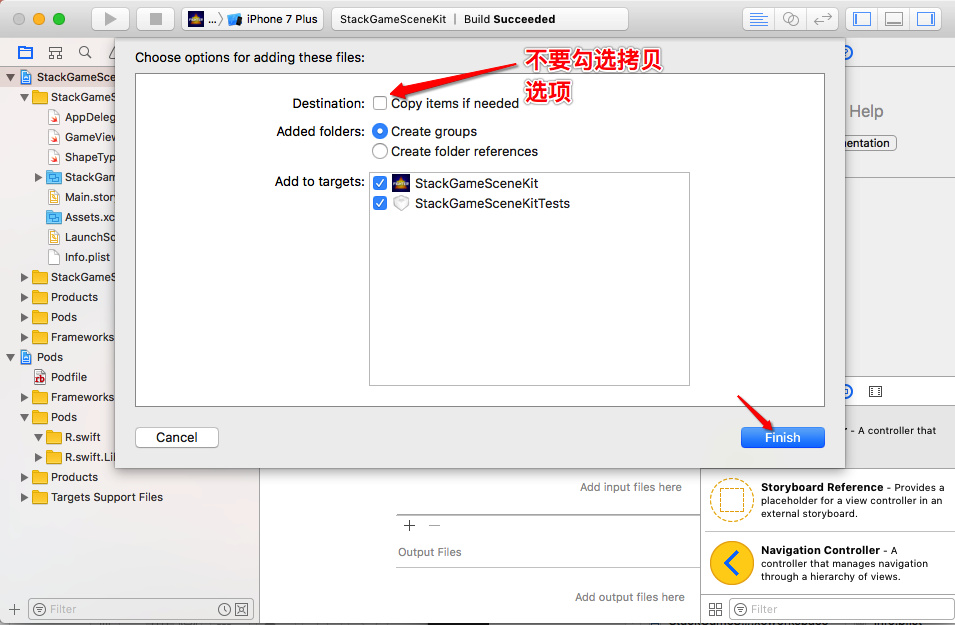 ... iPhone 7 Plus
StackGameSceneKit | Build Succeeded
Choose options for adding these files:
不要勾选拷贝
选项
Destination: Copy items if needed
Added folders: Create groups
Create folder references
Add to targets: StackGameSceneKit
StackGameSceneKitTests
Cancel
Finish
StackGameSce
StackGameS
AppDeleg
GameView
ShapeTyp
StackGam
Main.story
Assets.xc
LaunchSc
Info.plist
StackGameS
Products
Pods
Frameworks
Pods
Podfile
Frameworks
Pods
R.swift
R.swift.Li
Products
Targets Support Files
Filter
Help
entation
- A controller that
Add input files here
Output Files
Add output files here
Storyboard Reference - Provides a
placeholder for a view controller in an
external storyboard.
Navigation Controller - A
controller that manages navigation
through a hierarchy of views.
Filter